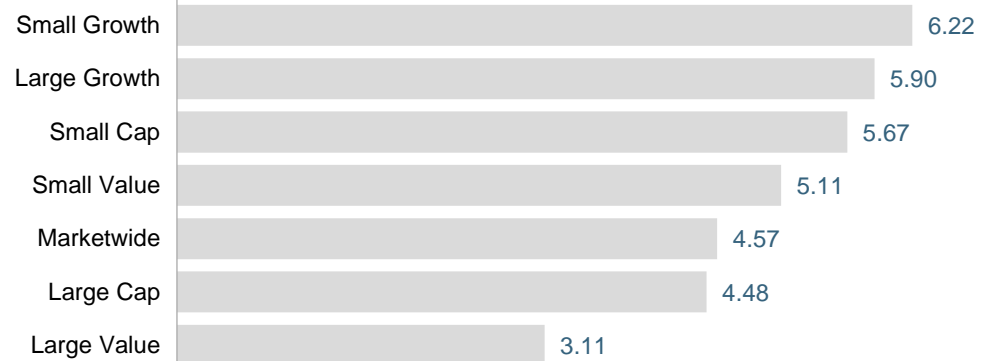 Small Growth 6.22
Large Growth 5.90
Small Cap 5.67
Small Value 5.11
Marketwide 4.57
Large Cap 4.48
Large Value 3.11